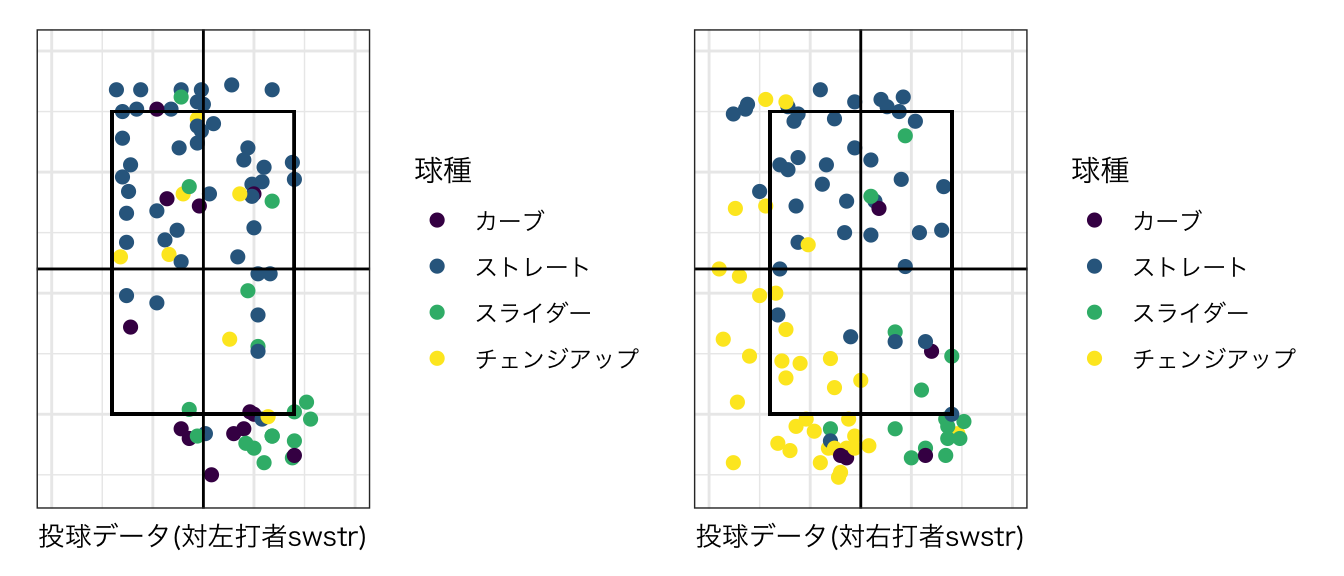 球種
カーブ
ストレート
スライダー
チェンジアップ
投球データ(対左打者swstr)
球種
カーブ
ストレート
スライダー
チェンジアップ
投球データ(対右打者swstr)